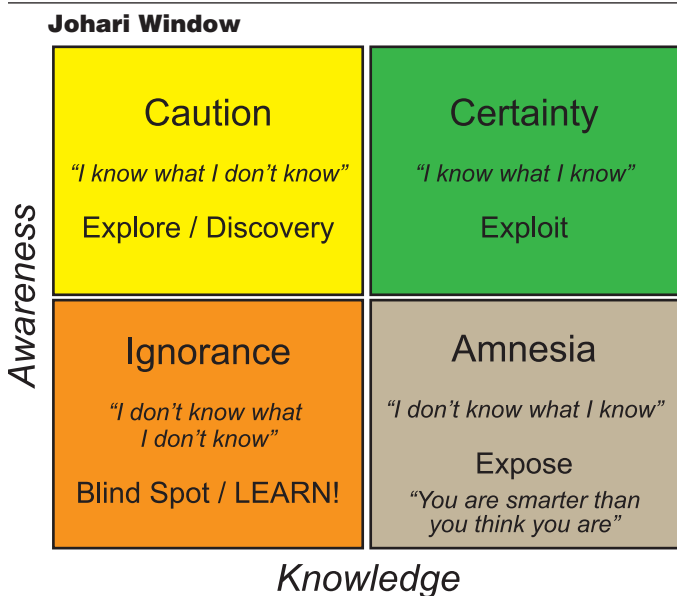 Johari Window
Caution
“I know what I don’t know”
Explore / Discovery
Certainty
“I know what I know”
Exploit
Awareness
Ignorance
“I don’t know what
I don’t know”
Blind Spot / LEARN!
Amnesia
“I don’t know what I know”
Expose
“You are smarter than
you think you are”
Knowledge